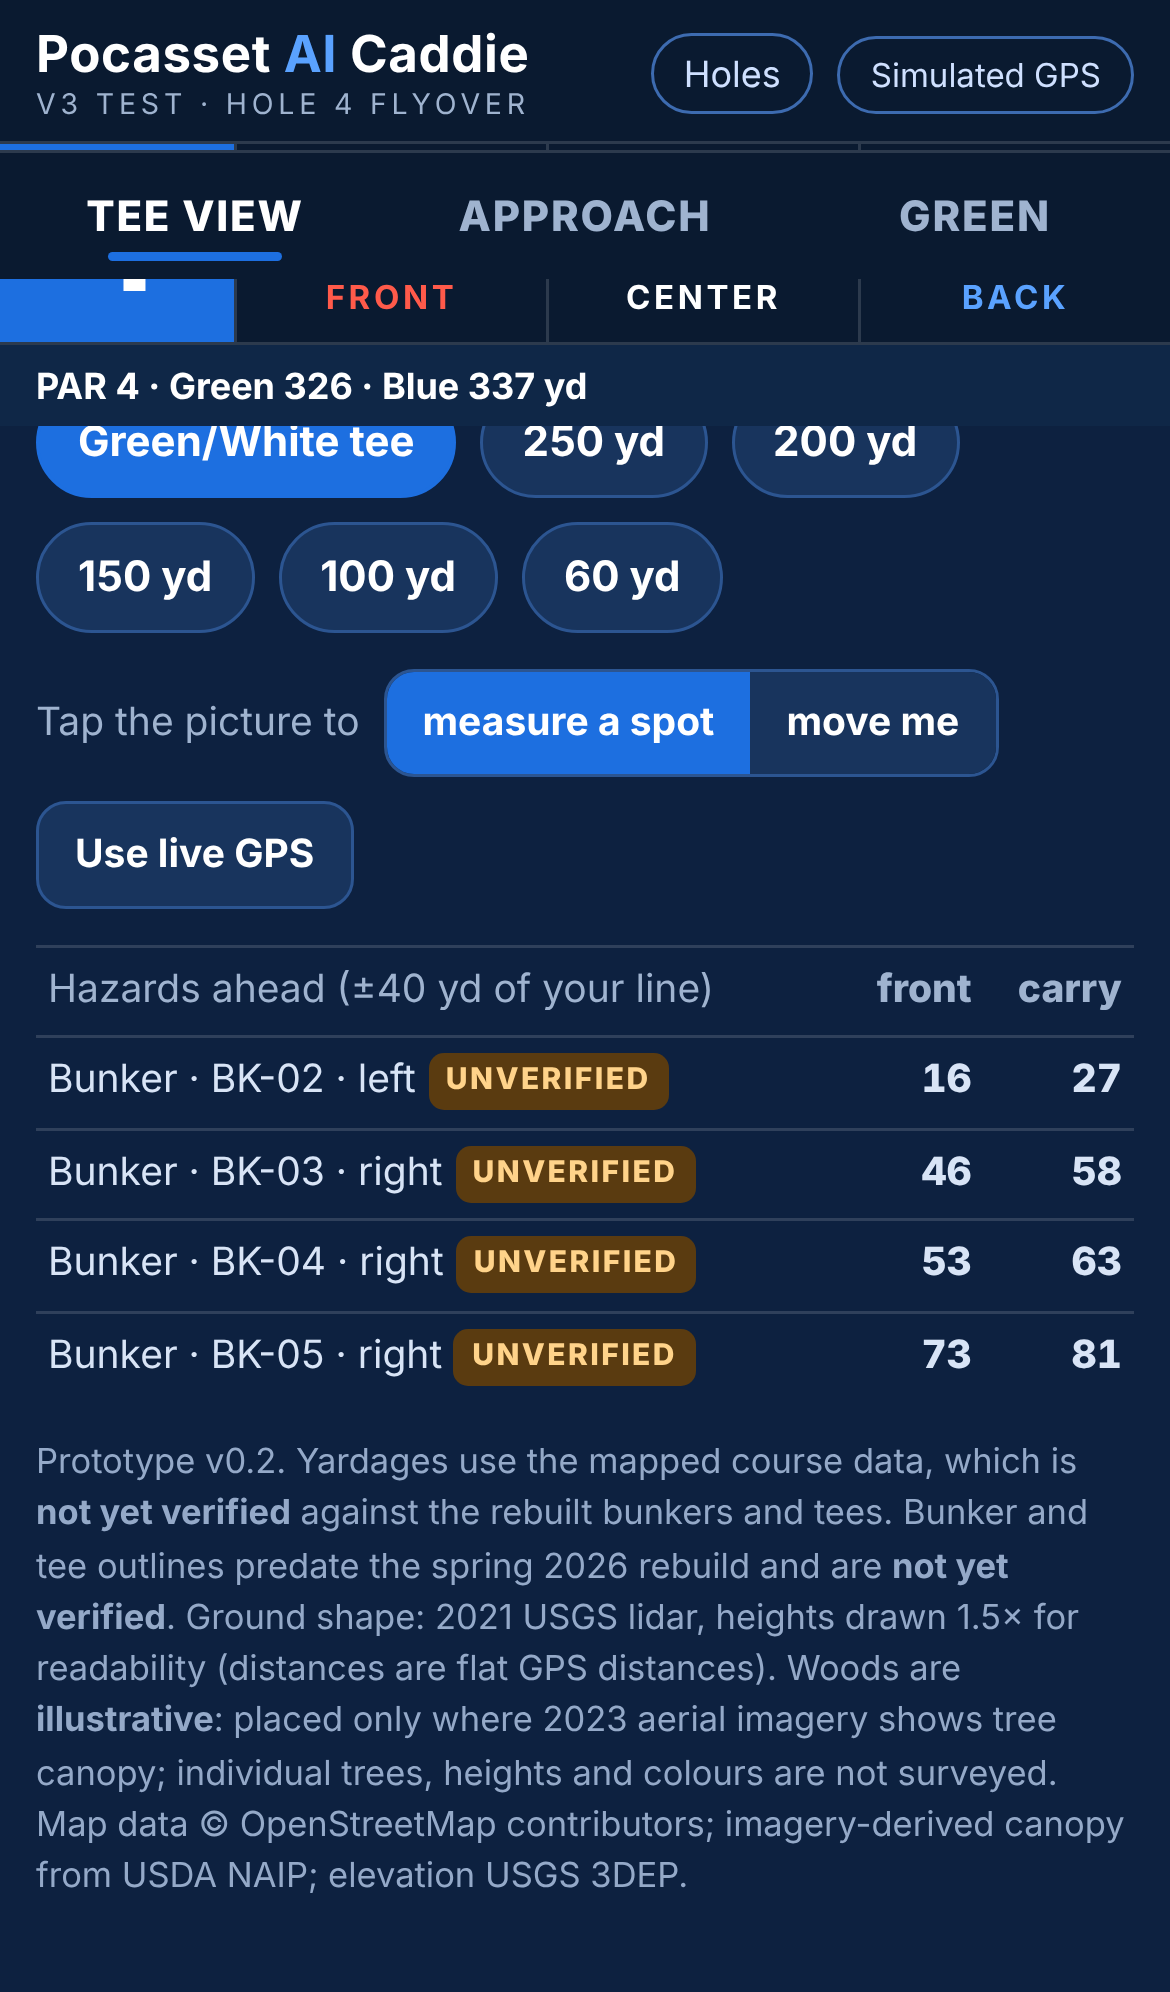 Pocasset AI Caddie
V3 TEST · HOLE 4 FLYOVER
Holes
Simulated GPS
TEE VIEW
APPROACH
GREEN
FRONT
CENTER
BACK
PAR 4 · Green 326 · Blue 337 yd
Green/White tee
250 yd
200 yd
150 yd
100 yd
60 yd
Tap the picture to
measure a spot
move me
Use live GPS
Hazards ahead (±40 yd of your line) front carry
Bunker · BK-02 · left UNVERIFIED 16 27
Bunker · BK-03 · right UNVERIFIED 46 58
Bunker · BK-04 · right UNVERIFIED 53 63
Bunker · BK-05 · right UNVERIFIED 73 81
Prototype v0.2. Yardages use the mapped course data, which is
not yet verified against the rebuilt bunkers and tees. Bunker and
tee outlines predate the spring 2026 rebuild and are not yet
verified. Ground shape: 2021 USGS lidar, heights drawn 1.5× for
readability (distances are flat GPS distances). Woods are
illustrative: placed only where 2023 aerial imagery shows tree
canopy; individual trees, heights and colours are not surveyed.
Map data © OpenStreetMap contributors; imagery-derived canopy
from USDA NAIP; elevation USGS 3DEP.